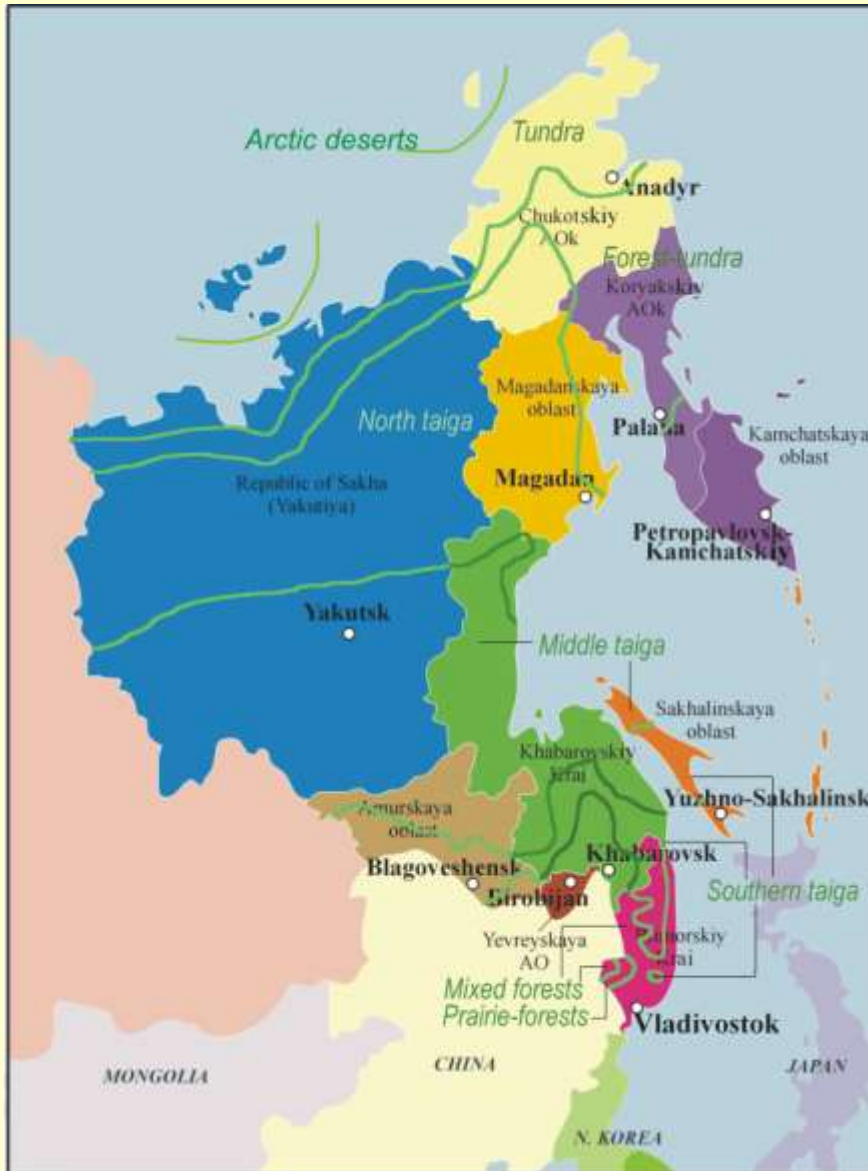 Arctic deserts
Tundra
Anadyr
Chukotskiy
AOk
Forest-tundra
Koryakskiy
AOk
Magadanskaya
oblast
North taiga
Palana
Kamchatskaya
oblast
Republic of Sakha
(Yakutiya)
Magadan
Petropavlovsk-
Kamchatskiy
Yakutsk
Middle taiga
Sakhalinskaya
oblast
Khabarovskiy
Krai
Yuzhno-Sakhalinsk
Amurskaya
oblast
Blagoveshensk
Khabarovsk
Birobijan
Southern taiga
Yevreyskaya
AO
Primorskiy
Krai
Mixed forests
Prairie-forests
Vladivostok
MONGOLIA
CHINA
JAPAN
N. KOREA